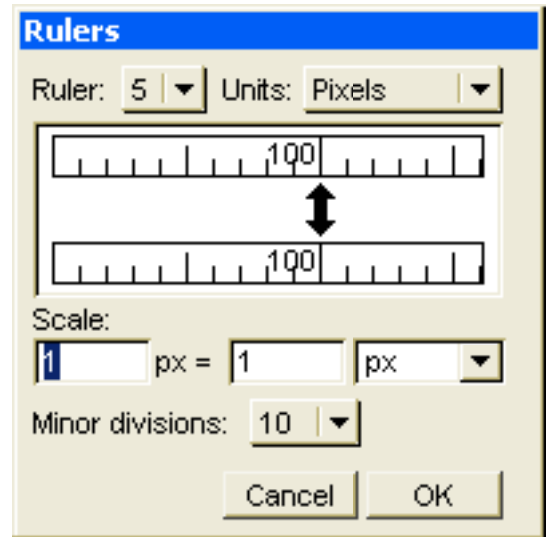 Rulers
Ruler: 5 Units: Pixels
100
100
Scale:
1 px = 1 px
Minor divisions: 10
Cancel OK